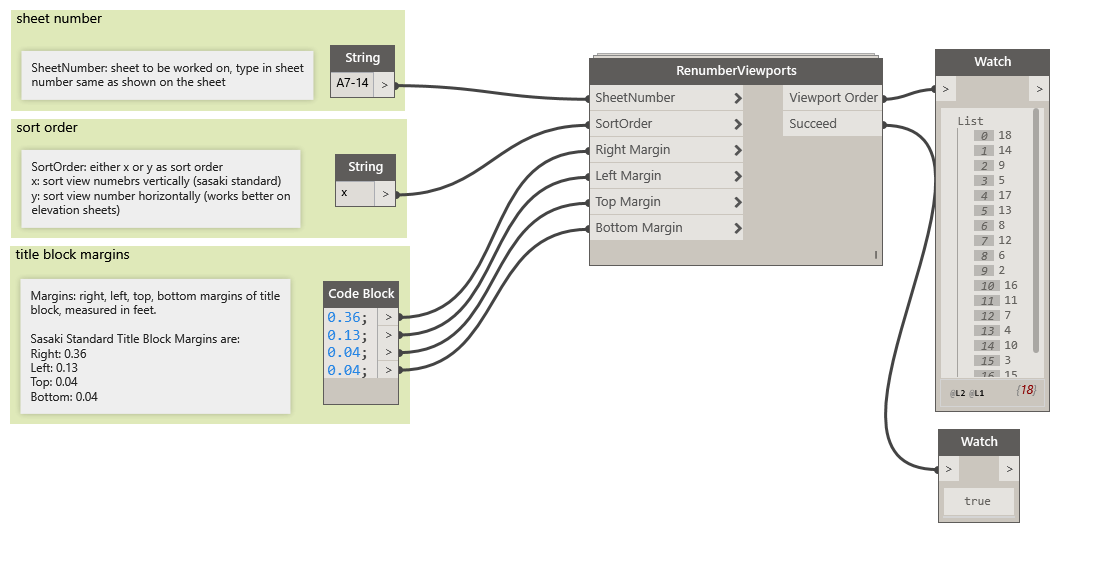 sheet number
SheetNumber: sheet to be worked on, type in sheet
number same as shown on the sheet
String
A7-14 >
sort order
SortOrder: either x or y as sort order
x: sort view numebrs vertically (sasaki standard)
y: sort view number horizontally (works better on
elevation sheets)
String
x >
title block margins
Margins: right, left, top, bottom margins of title
block, measured in feet.
Sasaki Standard Title Block Margins are:
Right: 0.36
Left: 0.13
Top: 0.04
Bottom: 0.04
Code Block
0.36; >
0.13; >
0.04; >
0.04; >
RenumberViewports
SheetNumber
SortOrder
Right Margin
Left Margin
Top Margin
Bottom Margin
Viewport Order
Succeed
Watch
> >
List
0 18
1 14
2 9
3 5
4 17
5 13
6 8
7 12
8 6
9 2
10 16
11 11
12 7
13 4
14 10
15 3
16 15
@L2 @L1 {18}
Watch
> >
true